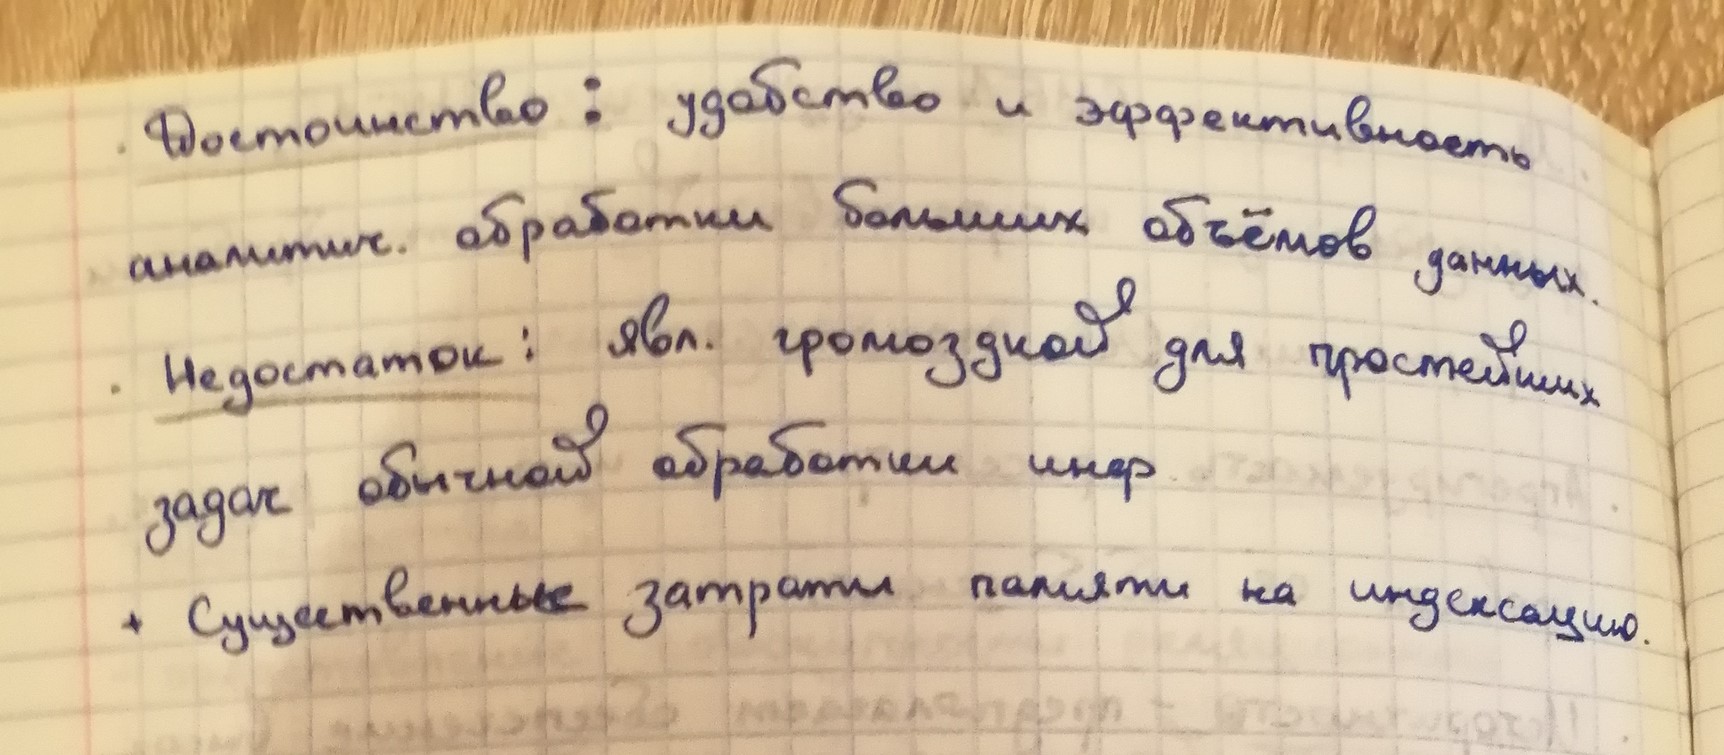 · Достоинство: удобство и эффективность
аналитич. обработки больших объёмов данных.
· Недостаток: явл. громоздкой для простейших
задач обычной обработки инф.
+ Существенные затраты памяти на индексацию.